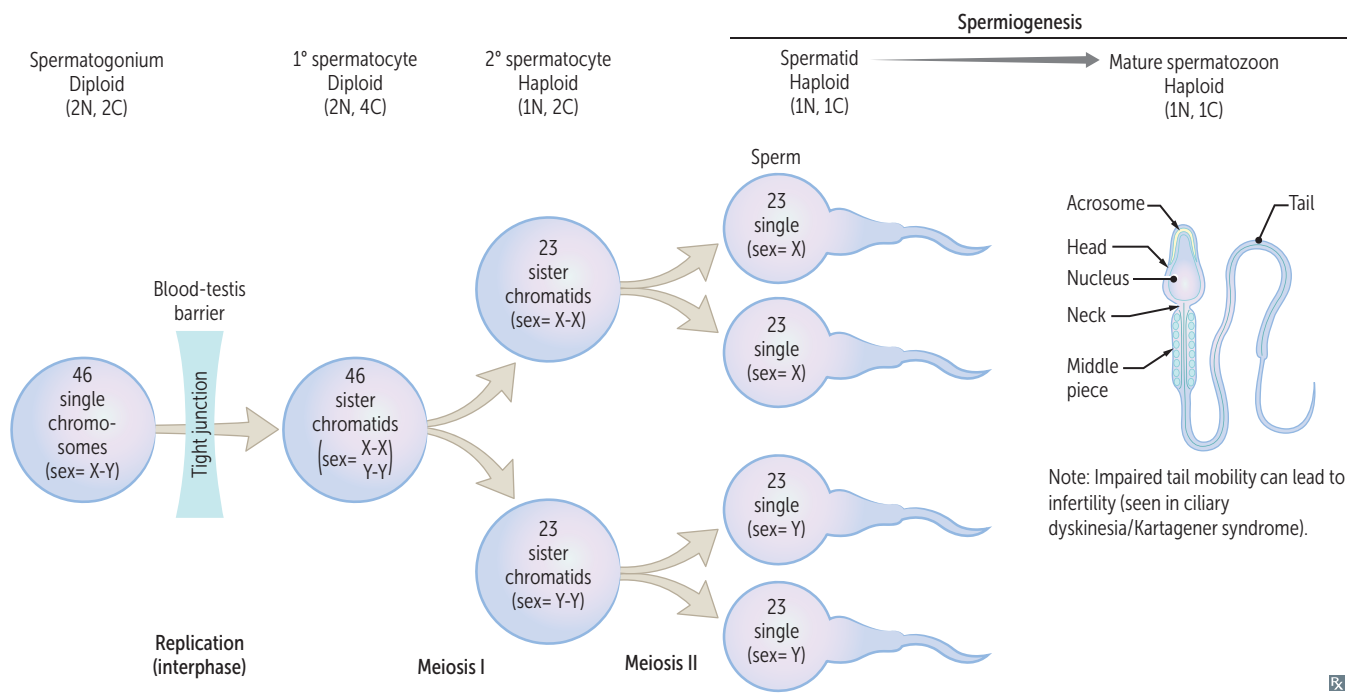 Spermiogenesis
Spermatogonium
Diploid
(2N, 2C)
1° spermatocyte
Diploid
(2N, 4C)
2° spermatocyte
Haploid
(1N, 2C)
Spermatid
Haploid
(1N, 1C)
Mature spermatozoon
Haploid
(1N, 1C)
Blood-testis
barrier
Tight junction
46
single
chromo-
somes
(sex= X-Y)
46
sister
chromatids
(sex= X-X
Y-Y)
23
sister
chromatids
(sex= X-X)
23
sister
chromatids
(sex= Y-Y)
Sperm
23
single
(sex= X)
23
single
(sex= X)
23
single
(sex= Y)
23
single
(sex= Y)
Acrosome
Head
Nucleus
Neck
Middle
piece
Tail
Note: Impaired tail mobility can lead to
infertility (seen in ciliary
dyskinesia/Kartagener syndrome).
Replication
(interphase)
Meiosis I
Meiosis II
Rx